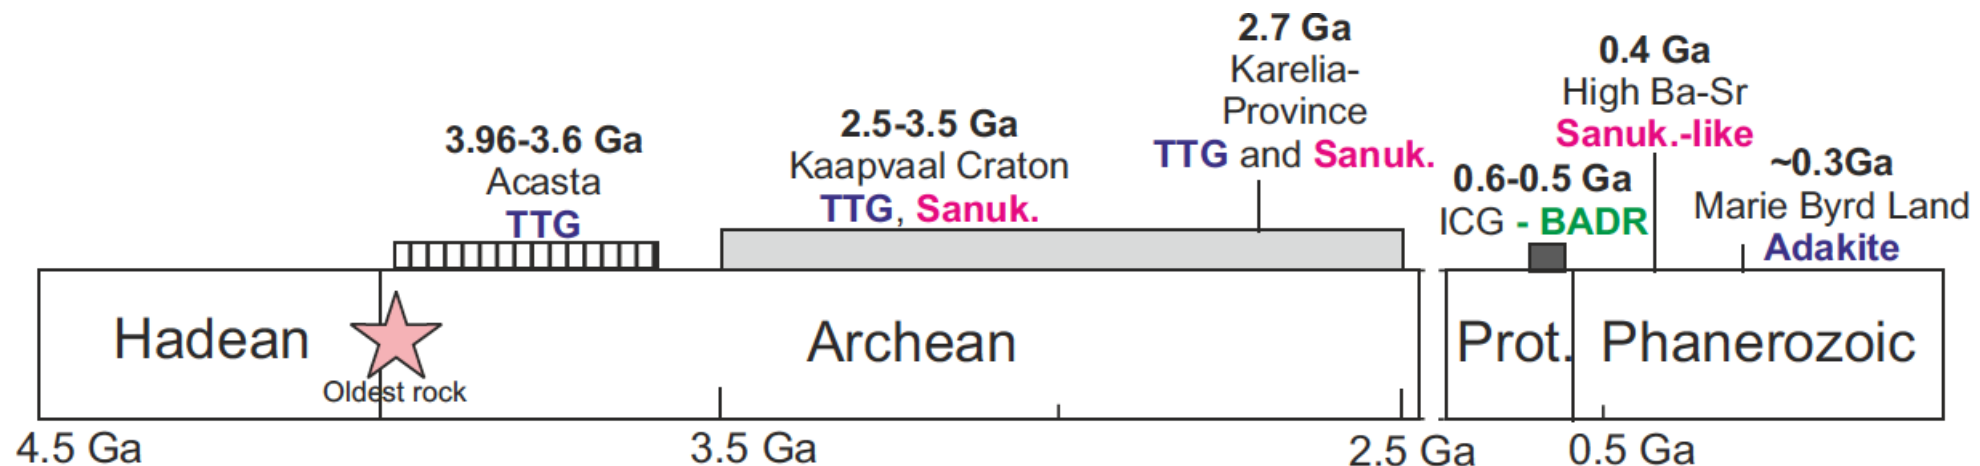 3.96-3.6 Ga
Acasta
TTG
2.5-3.5 Ga
Kaapvaal Craton
TTG, Sanuk.
2.7 Ga
Karelia-
Province
TTG and Sanuk.
0.6-0.5 Ga
ICG - BADR
0.4 Ga
High Ba-Sr
Sanuk.-like
~0.3Ga
Marie Byrd Land
Adakite
Hadean
Oldest rock
Archean
Prot.
Phanerozoic
4.5 Ga
3.5 Ga
2.5 Ga
0.5 Ga